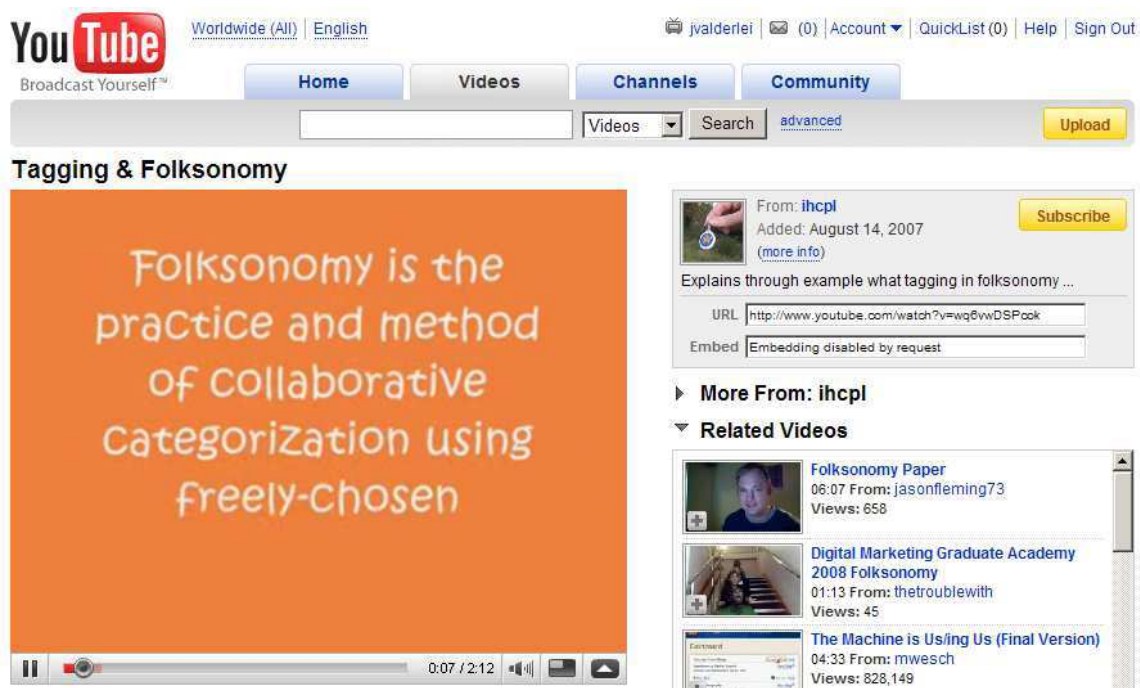 YouTube
Broadcast Yourself™
Worldwide (All) | English
jvalderlei | (0) | Account | QuickList (0) | Help | Sign Out
Home Videos Channels Community
Videos Search advanced Upload
Tagging & Folksonomy
Folksonomy is the
practice and method
of collaborative
categorization using
freely-chosen
0:07 / 2:12
From: ihcpl
Added: August 14, 2007
(more info)
Subscribe
Explains through example what tagging in folksonomy ...
URL http://www.youtube.com/watch?v=wq6vwDSPcok
Embed Embedding disabled by request
More From: ihcpl
Related Videos
Folksonomy Paper
06:07 From: jasonfleming73
Views: 658
Digital Marketing Graduate Academy
2008 Folksonomy
01:13 From: thetroublewith
Views: 45
The Machine is Us/ing Us (Final Version)
04:33 From: mwesch
Views: 828,149